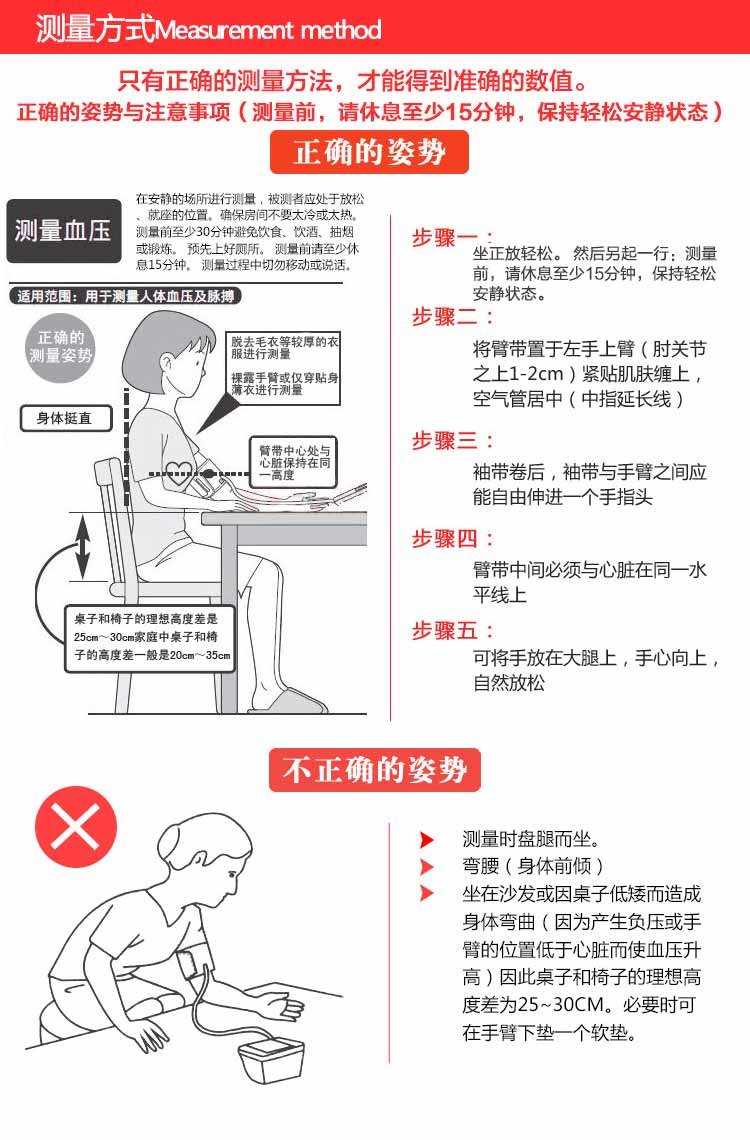 测量方式Measurement method
只有正确的测量方法，才能得到准确的数值。
正确的姿势与注意事项（测量前，请休息至少15分钟，保持轻松安静状态）
正确的姿势
测量血压
在安静的场所进行测量，被测者应处于放松
、就座的位置。确保房间不要太冷或太热。
测量前至少30分钟避免饮食、饮酒、抽烟
或锻炼。 预先上好厕所。 测量前请至少休
息15分钟。 测量过程中切勿移动或说话。
适用范围：用于测量人体血压及脉搏
正确的
测量姿势
脱去毛衣等较厚的衣
服进行测量
裸露手臂或仅穿贴身
薄衣进行测量
身体挺直
臂带中心处与
心脏保持在同
一高度
桌子和椅子的理想高度差是
25cm～30cm家庭中桌子和椅
子的高度差一般是20cm～35cm
步骤一：
坐正放轻松。 然后另起一行：测量
前，请休息至少15分钟，保持轻松
安静状态。
步骤二：
将臂带置于左手上臂（肘关节
之上1-2cm）紧贴肌肤缠上，
空气管居中（中指延长线）
步骤三：
袖带卷后，袖带与手臂之间应
能自由伸进一个手指头
步骤四：
臂带中间必须与心脏在同一水
平线上
步骤五：
可将手放在大腿上，手心向上，
自然放松
不正确的姿势
测量时盘腿而坐。
弯腰（身体前倾）
坐在沙发或因桌子低矮而造成
身体弯曲（因为产生负压或手
臂的位置低于心脏而使血压升
高）因此桌子和椅子的理想高
度差为25~30CM。必要时可
在手臂下垫一个软垫。